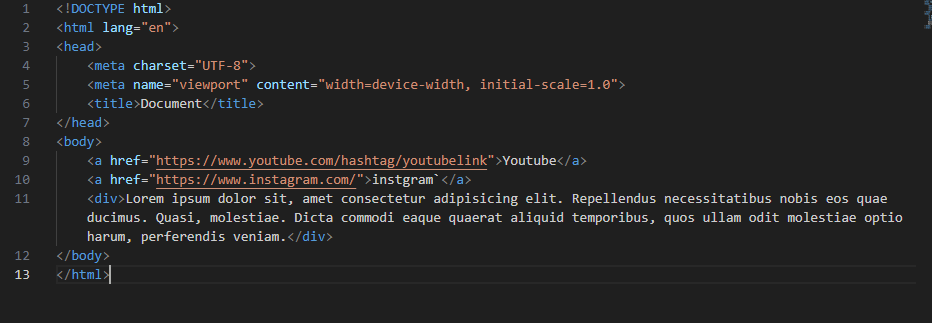 1 <!DOCTYPE html>
2 <html lang="en">
3 <head>
4     <meta charset="UTF-8">
5     <meta name="viewport" content="width=device-width, initial-scale=1.0">
6     <title>Document</title>
7 </head>
8 <body>
9     <a href="https://www.youtube.com/hashtag/youtubelink">Youtube</a>
10     <a href="https://www.instagram.com/">instgram`</a>
11     <div>Lorem ipsum dolor sit, amet consectetur adipisicing elit. Repellendus necessitatibus nobis eos quae
ducimus. Quasi, molestiae. Dicta commodi eaque quaerat aliquid temporibus, quos ullam odit molestiae optio
harum, perferendis veniam.</div>
12 </body>
13 </html>